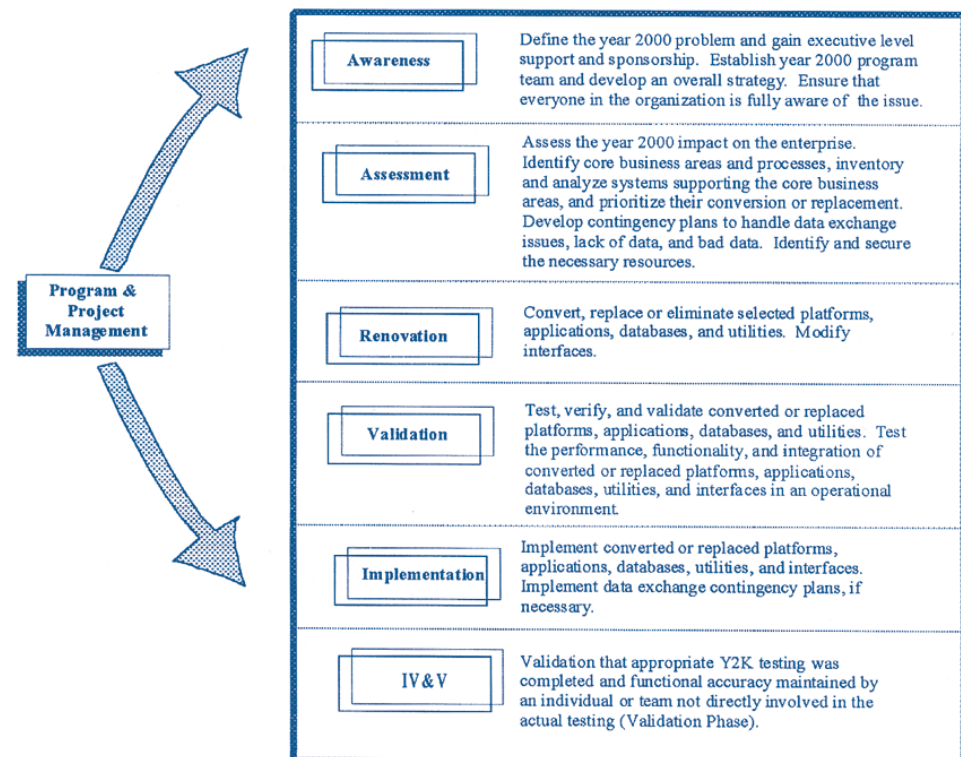 Awareness
Define the year 2000 problem and gain executive level
support and sponsorship. Establish year 2000 program
team and develop an overall strategy. Ensure that
everyone in the organization is fully aware of the issue.
Assessment
Assess the year 2000 impact on the enterprise.
Identify core business areas and processes, inventory
and analyze systems supporting the core business
areas, and prioritize their conversion or replacement.
Develop contingency plans to handle data exchange
issues, lack of data, and bad data. Identify and secure
the necessary resources.
Program &
Project
Management
Renovation
Convert, replace or eliminate selected platforms,
applications, databases, and utilities. Modify
interfaces.
Validation
Test, verify, and validate converted or replaced
platforms, applications, databases, and utilities. Test
the performance, functionality, and integration of
converted or replaced platforms, applications,
databases, utilities, and interfaces in an operational
environment.
Implementation
Implement converted or replaced platforms,
applications, databases, utilities, and interfaces.
Implement data exchange contingency plans, if
necessary.
IV&V
Validation that appropriate Y2K testing was
completed and functional accuracy maintained by
an individual or team not directly involved in the
actual testing (Validation Phase).